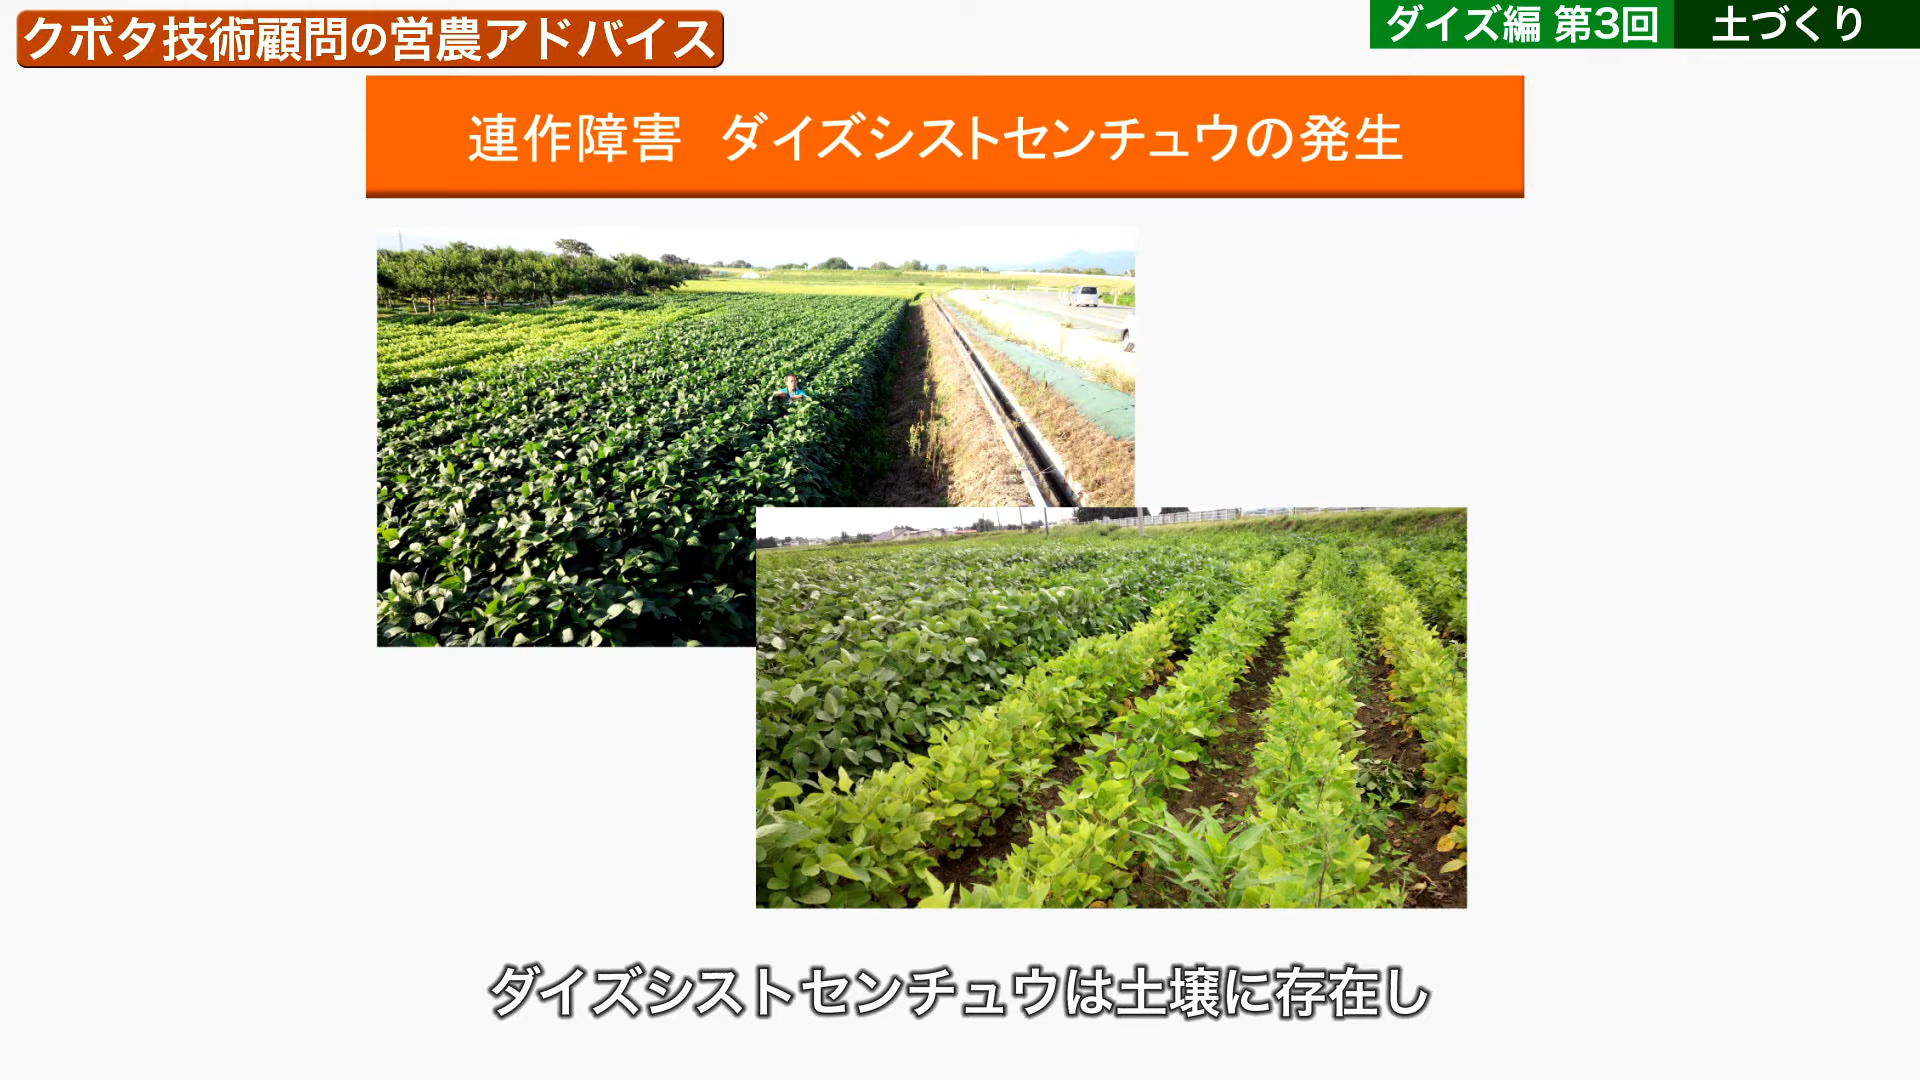 クボタ技術顧問の営農アドバイス
ダイズ編 第3回 土づくり
連作障害 ダイズシストセンチュウの発生
ダイズシストセンチュウは土壌に存在し